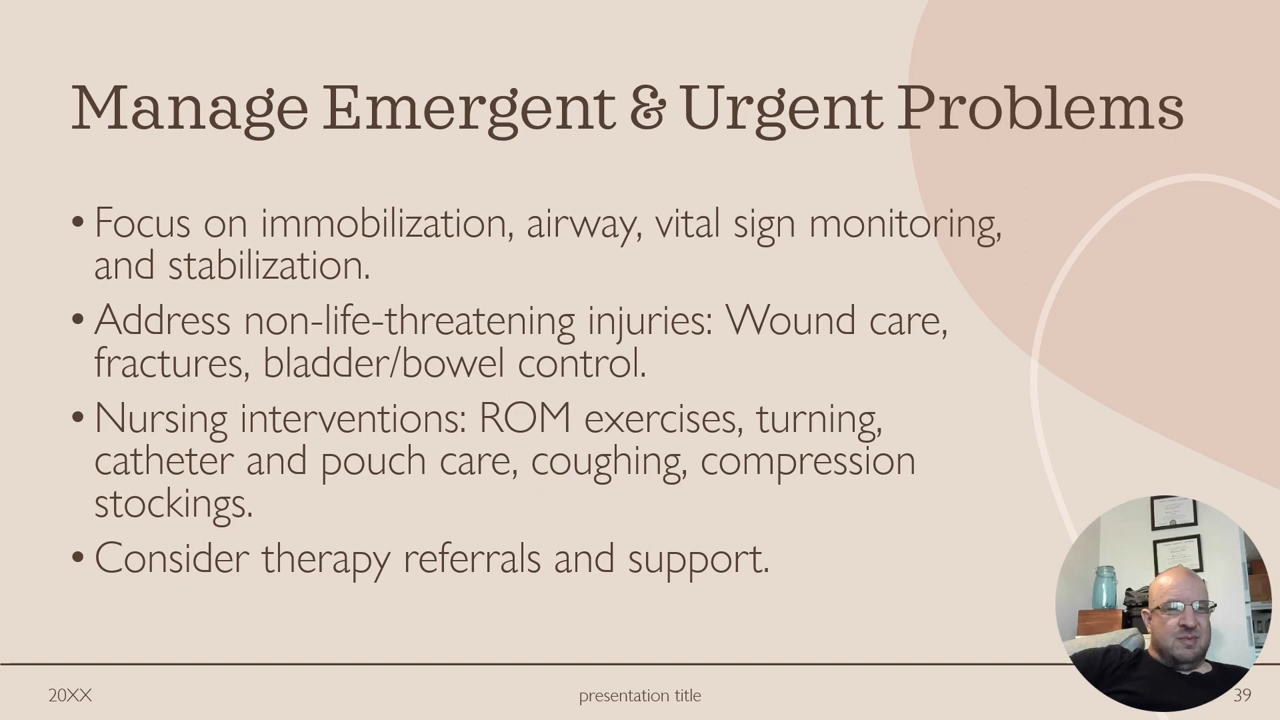 Manage Emergent & Urgent Problems
• Focus on immobilization, airway, vital sign monitoring,
and stabilization.
• Address non-life-threatening injuries: Wound care,
fractures, bladder/bowel control.
• Nursing interventions: ROM exercises, turning,
catheter and pouch care, coughing, compression
stockings.
• Consider therapy referrals and support.
20XX
presentation title
39